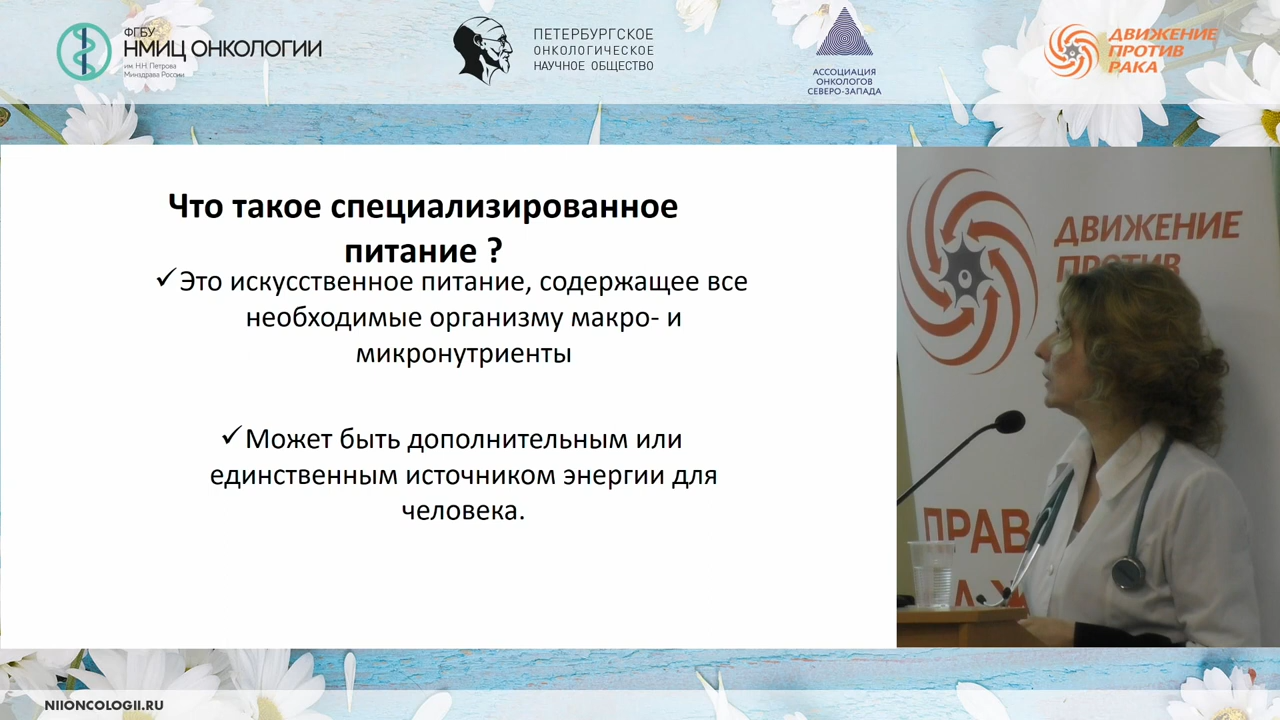 ФГБУ
НМИЦ ОНКОЛОГИИ
им. Н.Н. Петрова
Минздрава России
ПЕТЕРБУРГСКОЕ
ОНКОЛОГИЧЕСКОЕ
НАУЧНОЕ ОБЩЕСТВО
АССОЦИАЦИЯ
ОНКОЛОГОВ
СЕВЕРО-ЗАПАДА
ДВИЖЕНИЕ
ПРОТИВ
РАКА
Что такое специализированное
питание ?
✓Это искусственное питание, содержащее все
необходимые организму макро- и
микронутриенты
✓Может быть дополнительным или
единственным источником энергии для
человека.
ДВИЖЕНИЕ
ПРОТИВ
ПРАВ
NIIONCOLOGII.RU